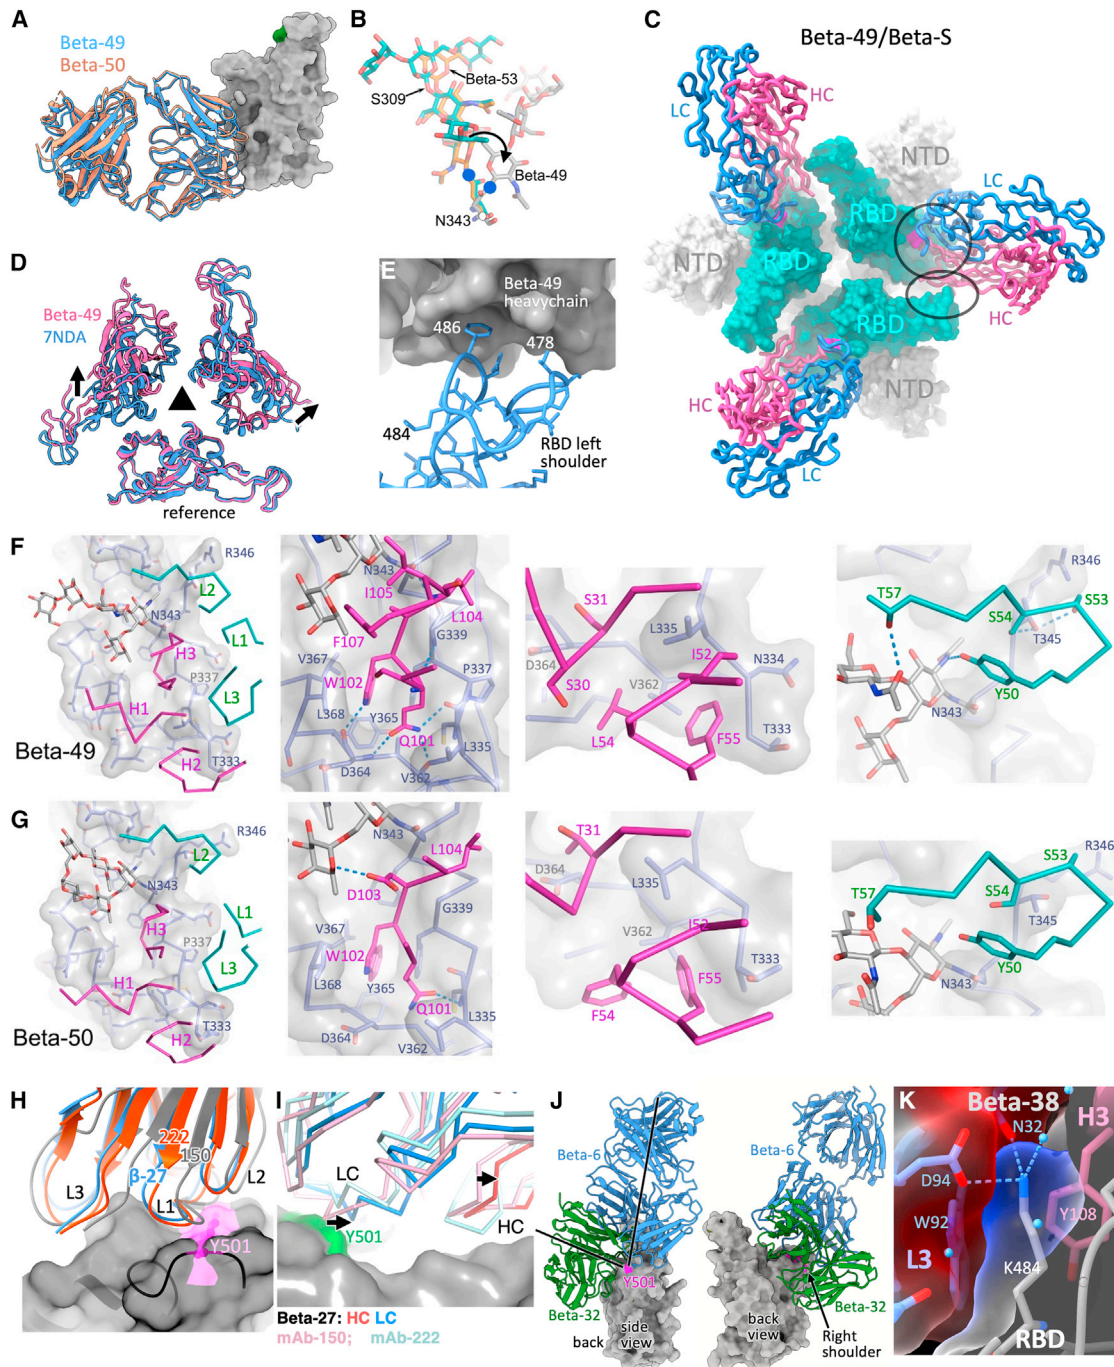 A
Beta-49
Beta-50
B
Beta-53
S309
Beta-49
N343
C
Beta-49/Beta-S
LC
HC
NTD
RBD
LC
NTD
RBD
RBD
HC
NTD
HC
LC
D
Beta-49
7NDA
reference
E
Beta-49
heavychain
486
478
484
RBD left
shoulder
F
R346
L2
N343
L1
H3
P337
L3
H1
T333
H2
Beta-49
N343
I105
L104
F107
G339
V367
P337
W102
L368
Y365
Q101
L335
D364
V362
S31
L335
I52
D364
N334
S30
V362
L54
F55
T333
R346
T57
S53
S54
T345
Y50
N343
G
R346
L2
N343
H3
L1
P337
L3
H1
T333
H2
Beta-50
N343
L104
D103
G339
V367
W102
L368
Y365
Q101
L335
D364
V362
T31
D364
L335
V362
I52
T333
F55
F54
R346
S53
T57
S54
T345
Y50
N343
H
222
150
β-27
L3
L2
L1
Y501
I
LC
Y501
HC
Beta-27: HC LC
mAb-150; mAb-222
J
Beta-6
Beta-6
HC
Y501
Beta-32
side
view
back
back
view
Beta-32
Right
shoulder
K
Beta-38
N32
H3
D94
W92
Y108
L3
K484
RBD